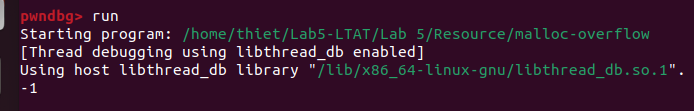 pwndbg> run
Starting program: /home/thiet/Lab5-LTAT/Lab 5/Resource/malloc-overflow
[Thread debugging using libthread_db enabled]
Using host libthread_db library "/lib/x86_64-linux-gnu/libthread_db.so.1".
-1